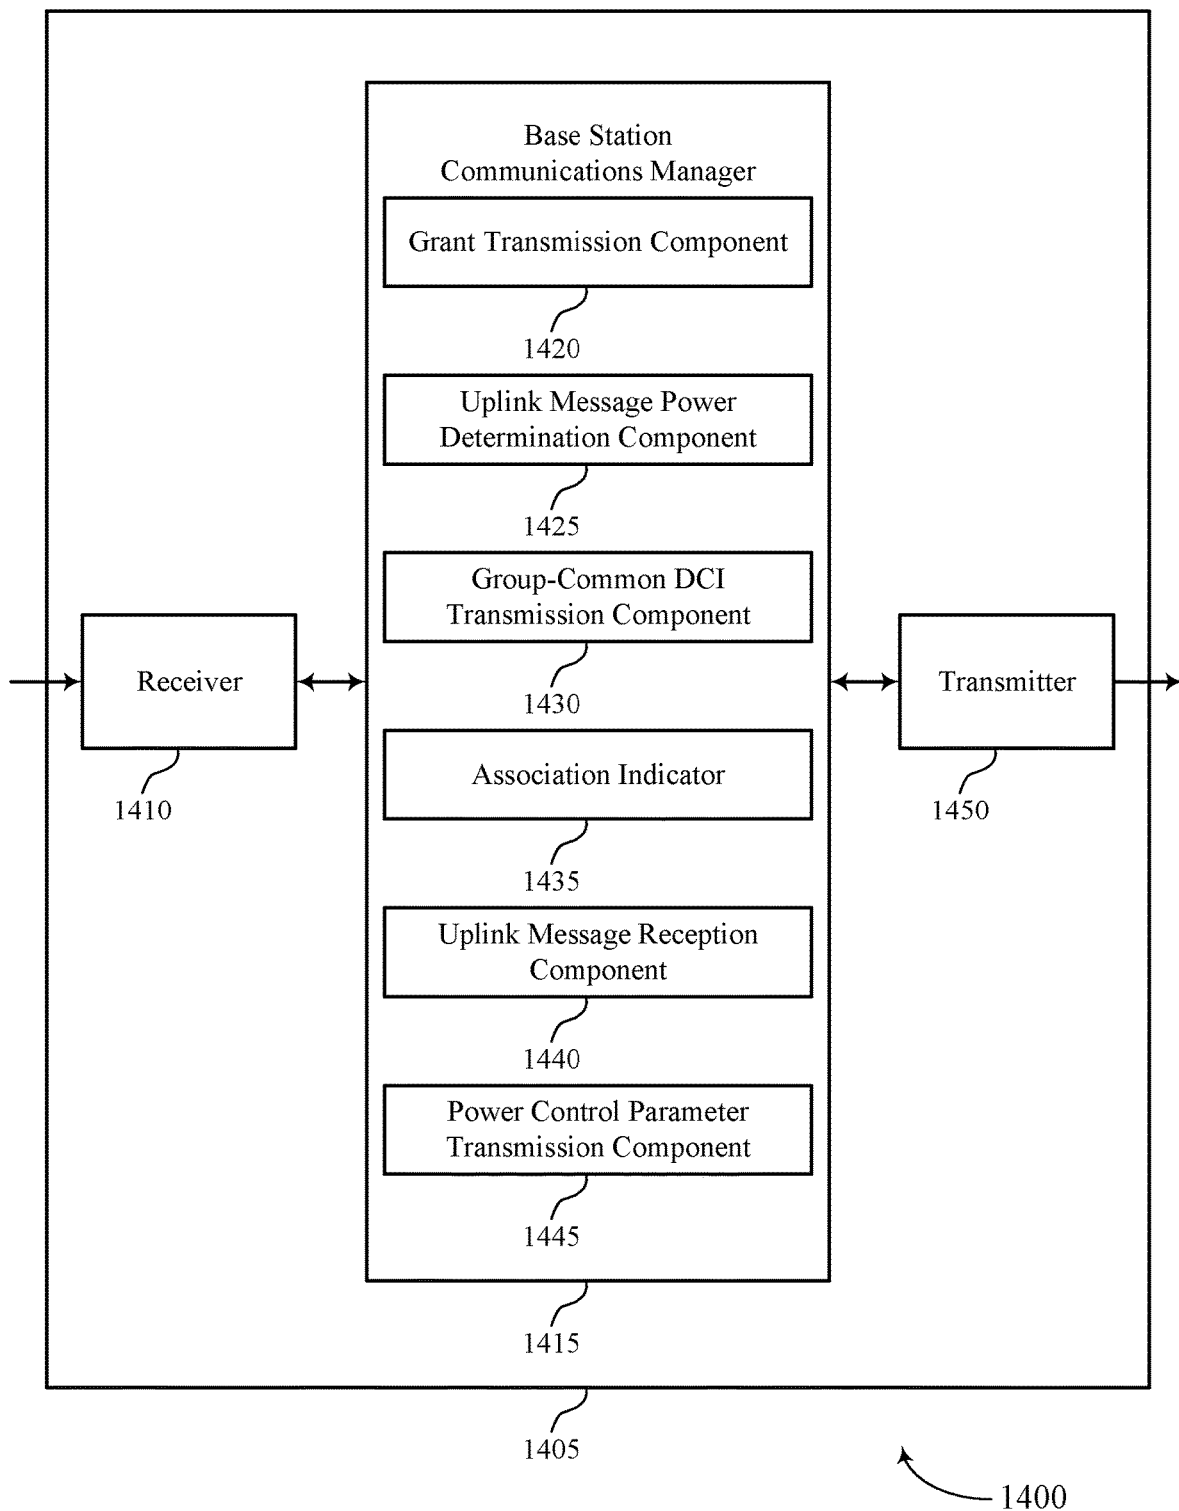 Base Station
Communications Manager
Grant Transmission Component
1420
Uplink Message Power
Determination Component
1425
Group-Common DCI
Transmission Component
1430
Receiver
1410
Transmitter
1450
Association Indicator
1435
Uplink Message Reception
Component
1440
Power Control Parameter
Transmission Component
1445
1415
1405
1400